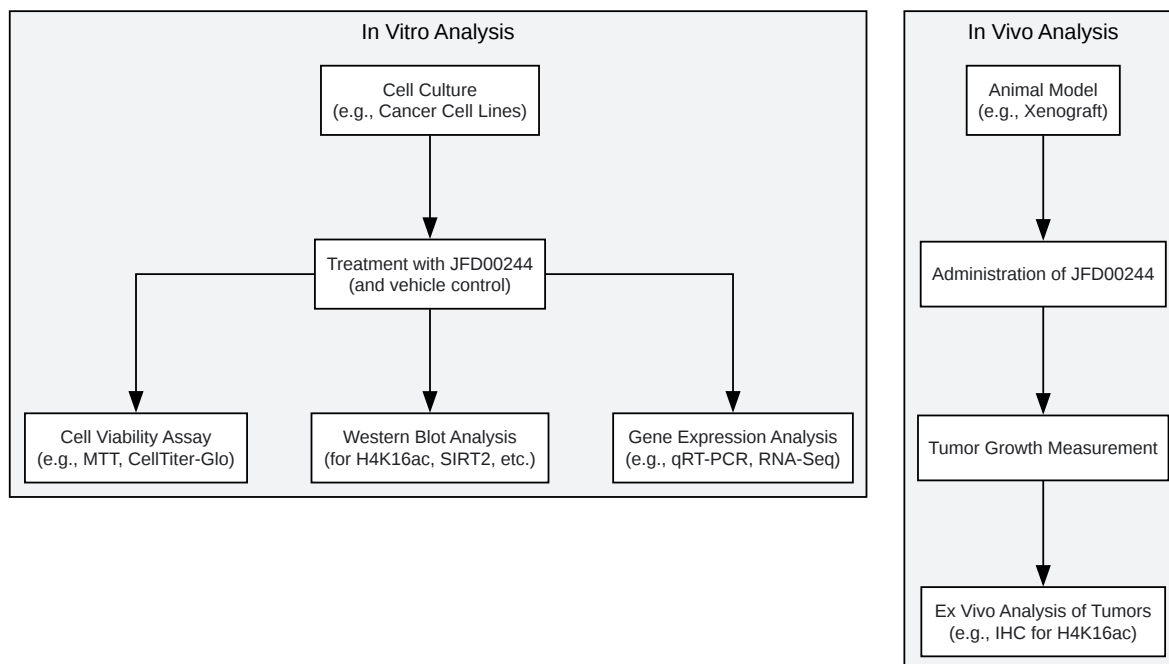 In Vitro Analysis
Cell Culture
(e.g., Cancer Cell Lines)
Treatment with JFD00244
(and vehicle control)
Cell Viability Assay
(e.g., MTT, CellTiter-Glo)
Western Blot Analysis
(for H4K16ac, SIRT2, etc.)
Gene Expression Analysis
(e.g., qRT-PCR, RNA-Seq)
In Vivo Analysis
Animal Model
(e.g., Xenograft)
Administration of JFD00244
Tumor Growth Measurement
Ex Vivo Analysis of Tumors
(e.g., IHC for H4K16ac)